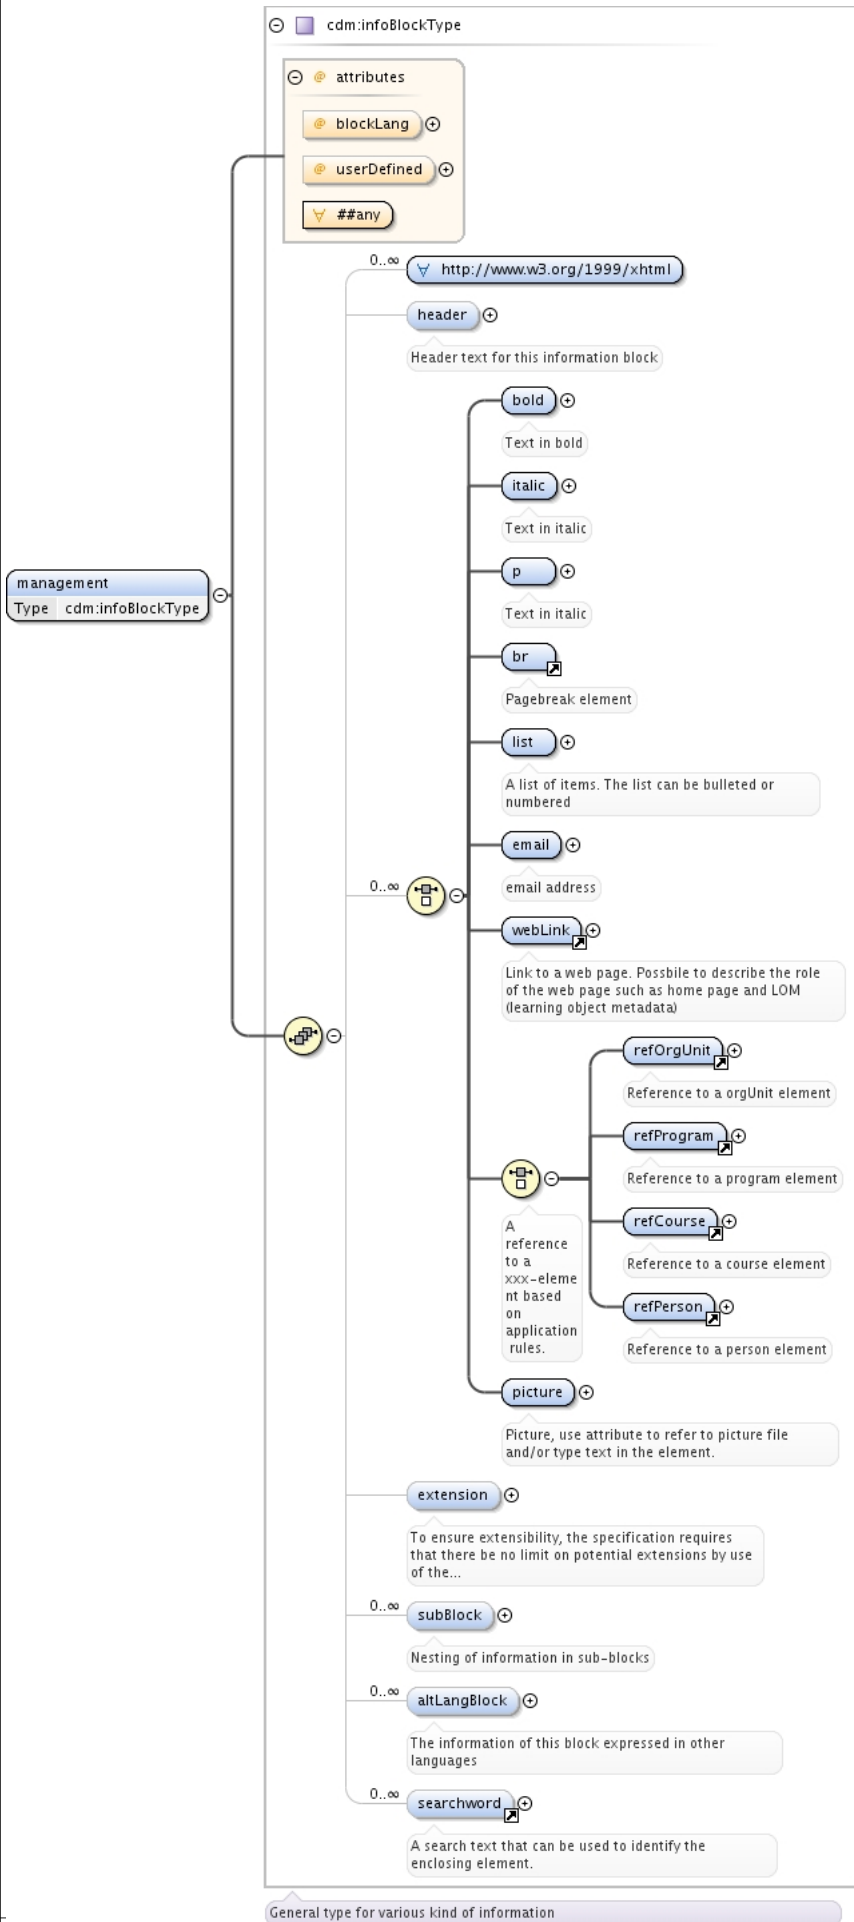 cdm:infoBlockType
@ attributes
@ blockLang
@ userDefined
∀ ##any
0..∞
∀ http://www.w3.org/1999/xhtml
header
Header text for this information block
bold
Text in bold
italic
Text in italic
management
Type cdm:infoBlockType
p
Text in italic
br
Pagebreak element
list
A list of items. The list can be bulleted or
numbered
email
0..∞
email address
webLink
Link to a web page. Possbile to describe the role
of the web page such as home page and LOM
(learning object metadata)
refOrgUnit
Reference to a orgUnit element
refProgram
Reference to a program element
A
reference
to a
xxx-eleme
nt based
on
application
rules.
refCourse
Reference to a course element
refPerson
Reference to a person element
picture
Picture, use attribute to refer to picture file
and/or type text in the element.
extension
To ensure extensibility, the specification requires
that there be no limit on potential extensions by use
of the...
0..∞
subBlock
Nesting of information in sub-blocks
0..∞
altLangBlock
The information of this block expressed in other
languages
0..∞
searchword
A search text that can be used to identify the
enclosing element.
General type for various kind of information